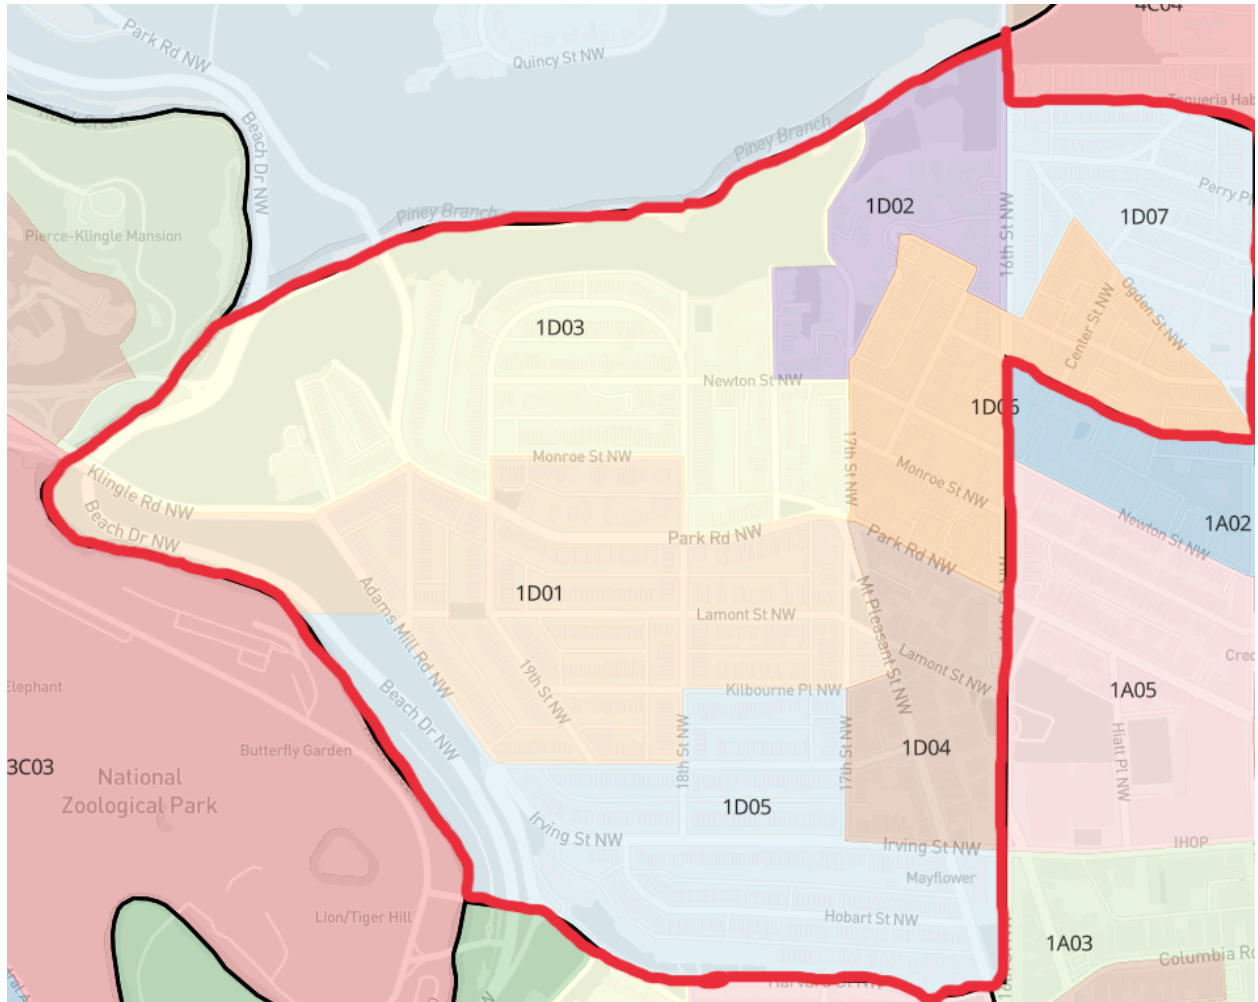 4C04
Park Rd NW
Quincy St NW
Taqueria Hab
Rock Creek
Beach Dr NW
Piney Branch
Perry Pl
1D02
Piney Branch
1D07
16th St NW
Pierce-Klingle Mansion
Ogden St NW
Center St NW
1D03
Newton St NW
1D06
17th St NW
Monroe St NW
Monroe St NW
Klingle Rd NW
Beach Dr NW
Newton St NW
1A02
Park Rd NW
Park Rd NW
Adams Mill Rd NW
1D01
Mt Pleasant St NW
Lamont St NW
Lamont St NW
19th St NW
Elephant
Kilbourne Pl NW
1A05
Beach Dr NW
18th St NW
17th St NW
Hiatt Pl NW
Butterfly Garden
1D04
3C03
National
Zoological Park
1D05
Irving St NW
Irving St NW
IHOP
Mayflower
Lion/Tiger Hill
Hobart St NW
1A03
Columbia Rd
Harvard St NW